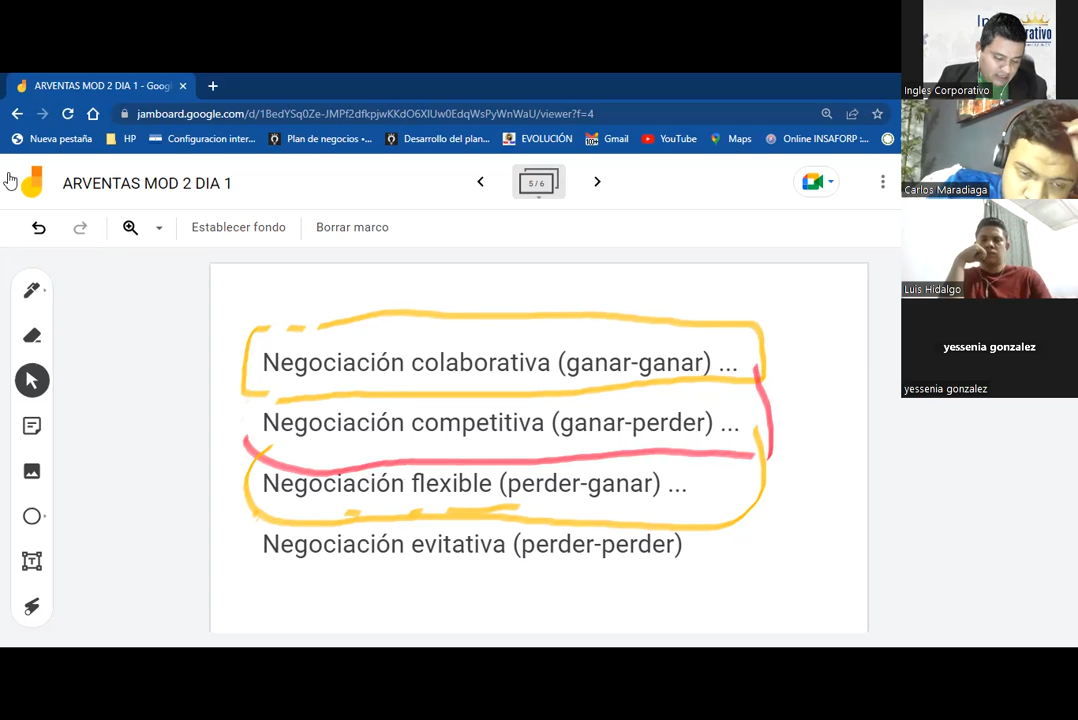 ARVENTAS MOD 2 DIA 1 - Goog
jamboard.google.com/d/1BedYSq0Ze-JMPf2dfkpjwKKdO6XIUw0EdqWsPyWnWaU/viewer?f=4
Nueva pestaña
HP
Configuracion inter...
Plan de negocios •...
Desarrollo del plan...
EVOLUCIÓN
10+
Gmail
YouTube
Maps
Online INSAFORP :...
ARVENTAS MOD 2 DIA 1
5 / 6
Establecer fondo
Borrar marco
Negociación colaborativa (ganar-ganar) ...
Negociación competitiva (ganar-perder) ...
Negociación flexible (perder-ganar) ...
Negociación evitativa (perder-perder)
Ingles Corporativo
Carlos Maradiaga
Luis Hidalgo
yessenia gonzalez
yessenia gonzalez